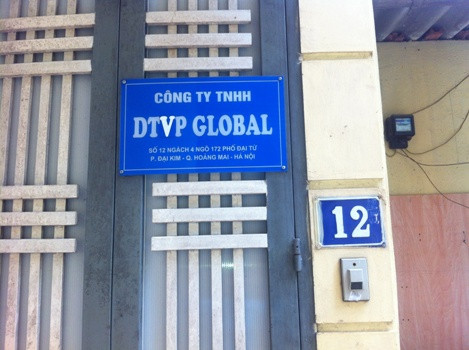 CÔNG TY TNHH
DTVP GLOBAL
SỐ 12 NGÁCH 4 NGÕ 172 PHỐ ĐẠI TỪ
P. ĐẠI KIM - Q. HOÀNG MAI - HÀ NỘI
12